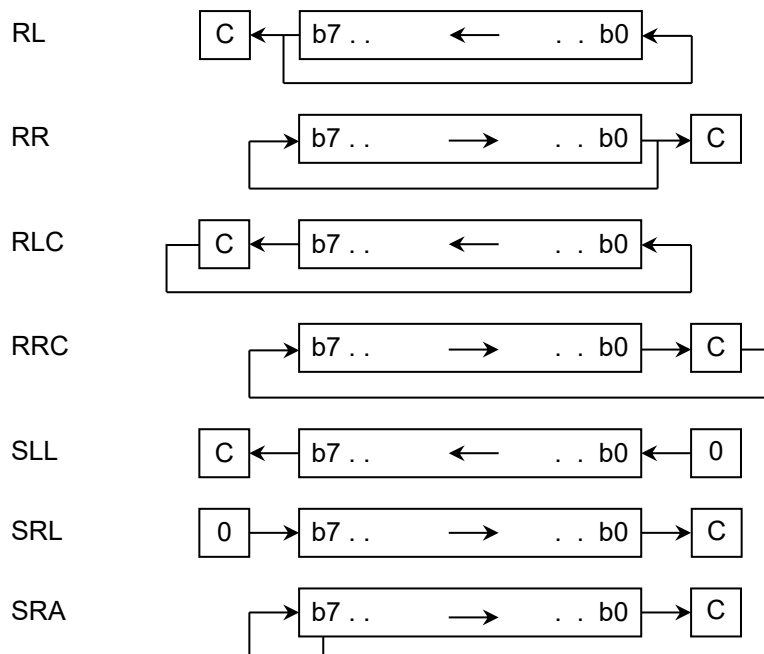 RL C b7 . . . . b0
RR b7 . . . . b0 C
RLC C b7 . . . . b0
RRC b7 . . . . b0 C
SLL C b7 . . . . b0 0
SRL 0 b7 . . . . b0 C
SRA b7 . . . . b0 C